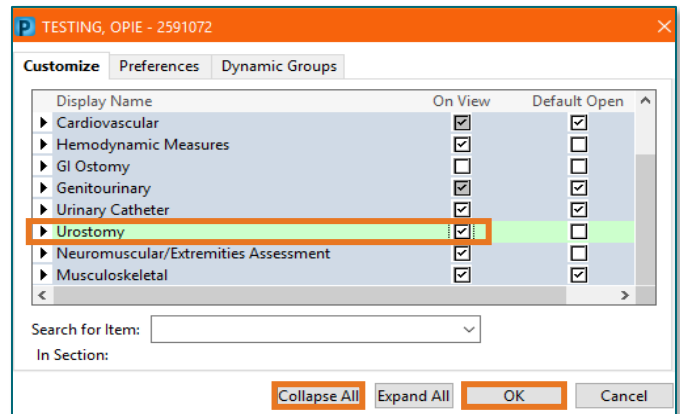 P TESTING, OPIE - 2591072
Customize Preferences Dynamic Groups
Display Name On View Default Open
Cardiovascular
Hemodynamic Measures
GI Ostomy
Genitourinary
Urinary Catheter
Urostomy
Neuromuscular/Extremities Assessment
Musculoskeletal
Search for Item:
In Section:
Collapse All Expand All OK Cancel